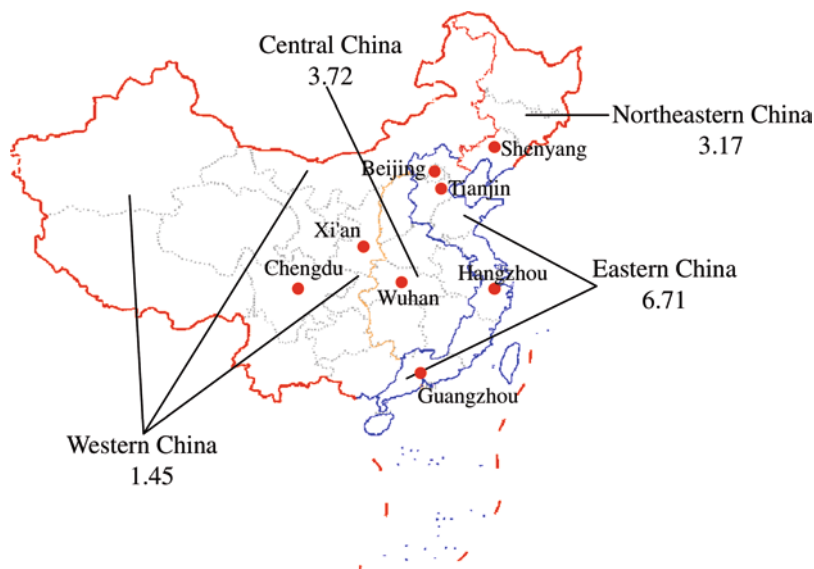 Central China
3.72
Northeastern China
3.17
Shenyang
Beijing
Tianjin
Xi'an
Chengdu
Wuhan
Hangzhou
Eastern China
6.71
Guangzhou
Western China
1.45